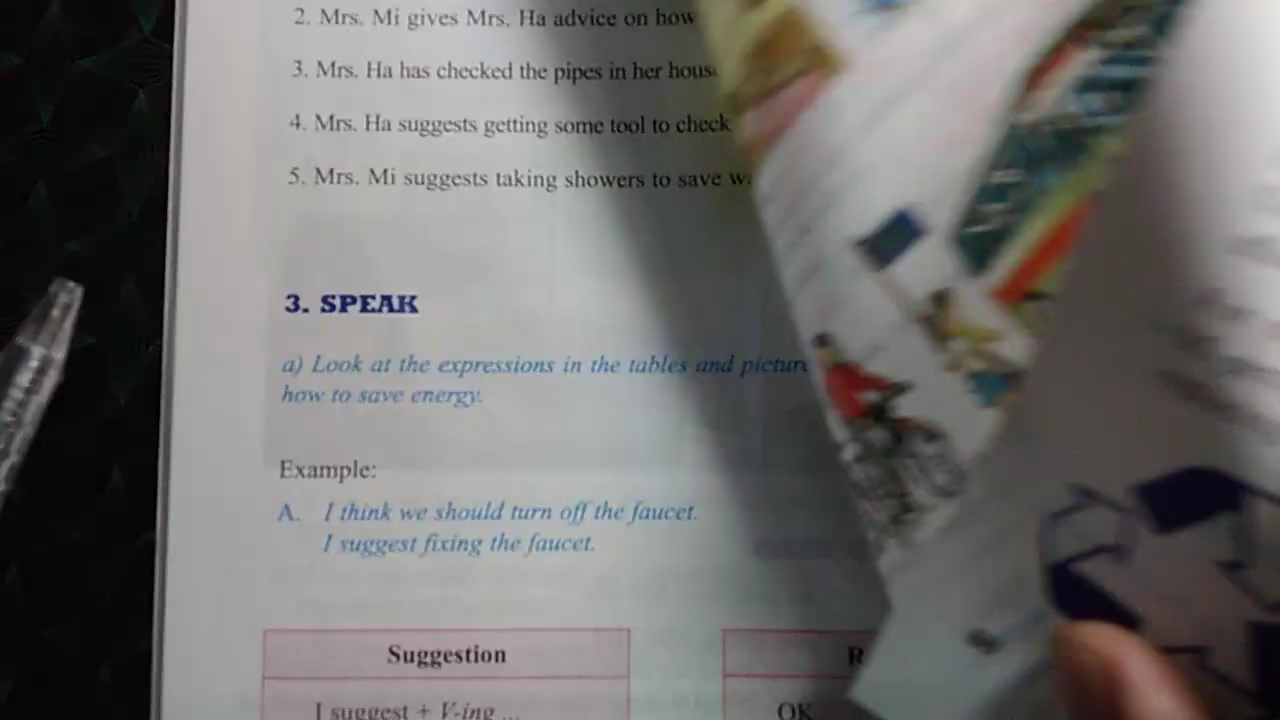 2. Mrs. Mi gives Mrs. Ha advice on how
3. Mrs. Ha has checked the pipes in her
4. Mrs. Ha suggests getting some tool to check
5. Mrs. Mi suggests taking showers to save
3. SPEAK
a) Look at the expressions in the tables and
how to save energy.
Example:
A. I think we should turn off the faucet.
I suggest fixing the faucet.
Suggestion
I suggest + V-ing ...
OK